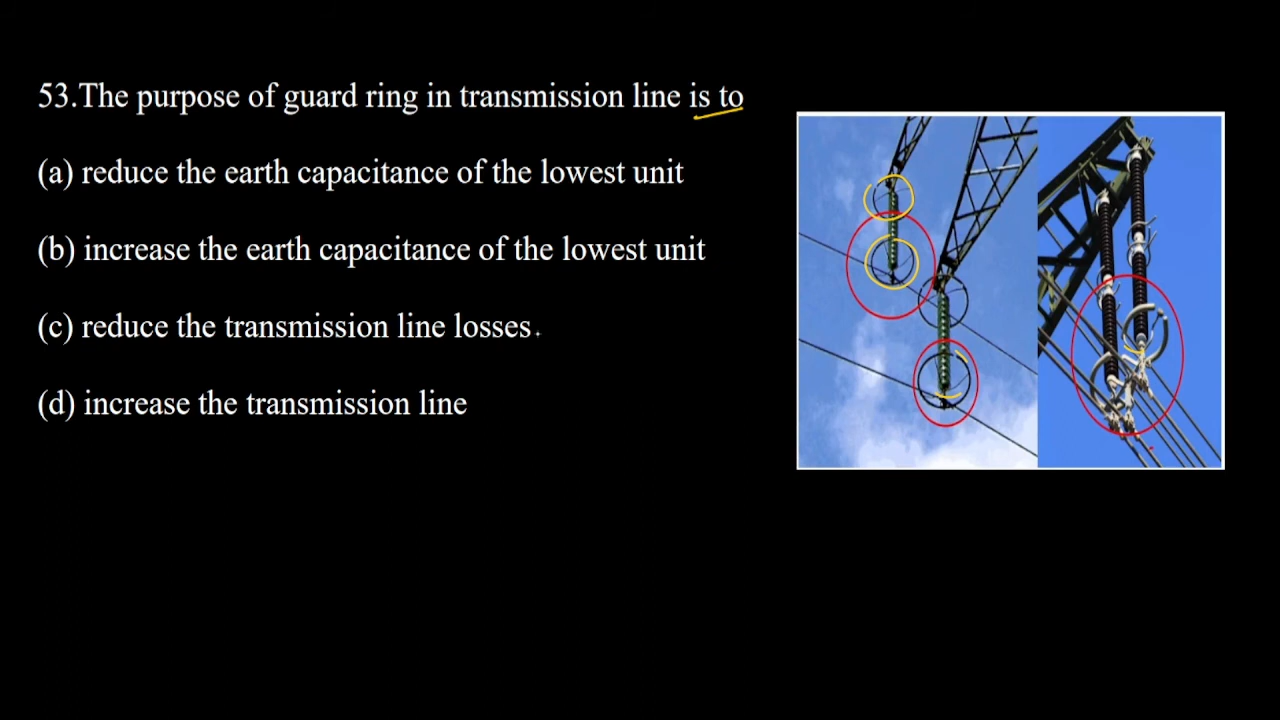 53.The purpose of guard ring in transmission line is to
(a) reduce the earth capacitance of the lowest unit
(b) increase the earth capacitance of the lowest unit
(c) reduce the transmission line losses.
(d) increase the transmission line